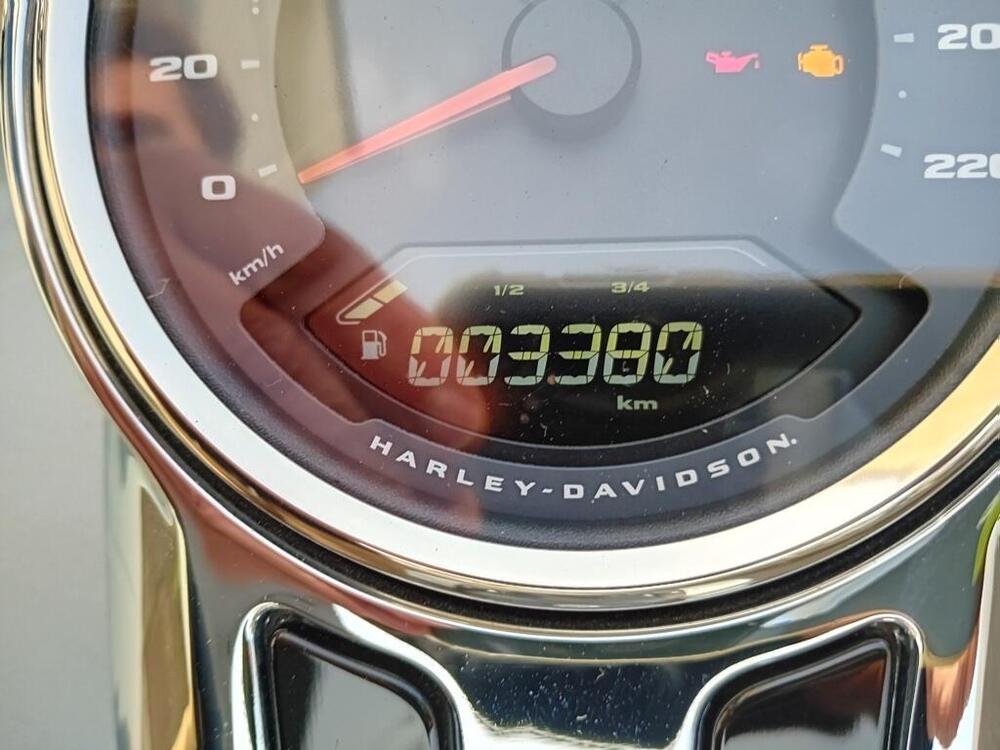 20
0
km/h
20
220
1/2 3/4
003380
km
HARLEY-DAVIDSON.